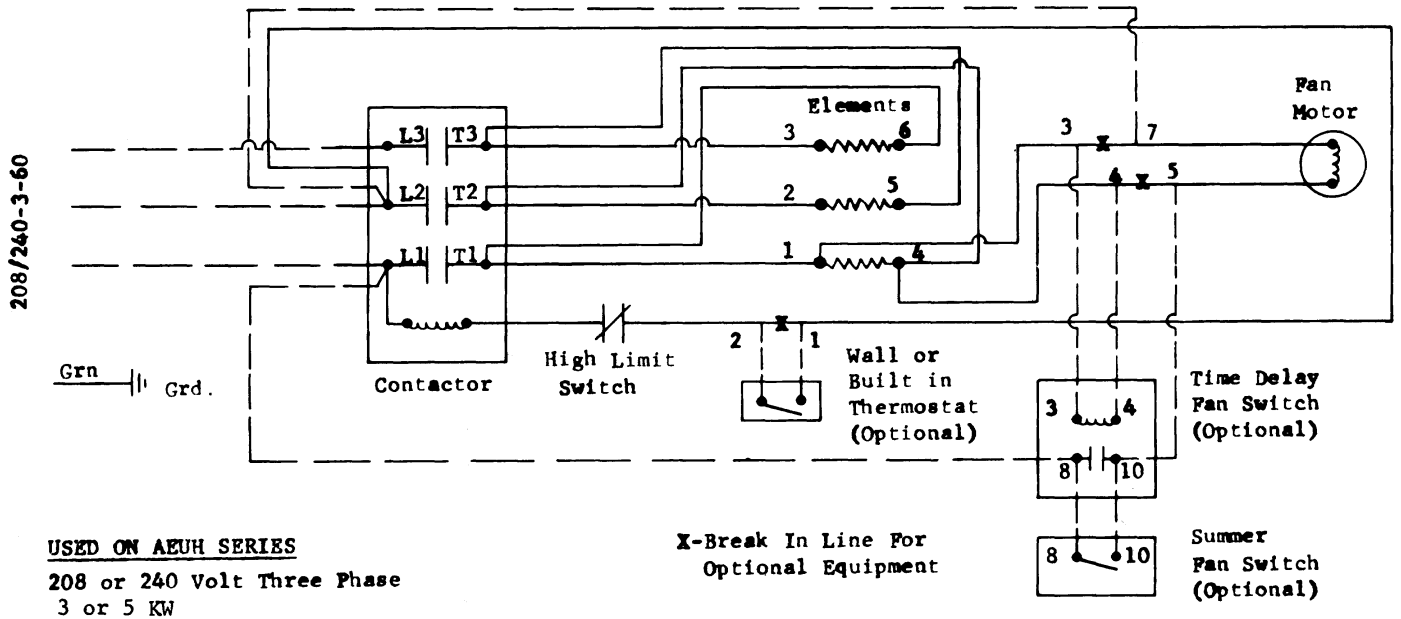 208/240-3-60
Fan
Motor
Elements
L3 T3 3 6 3 X 7
L2 T2 2 5 4 X 5
L1 T1 1 4
2 X 1
Grn
Grd.
Contactor
High Limit
Switch
Wall or
Built in
Thermostat
(Optional)
Time Delay
Fan Switch
(Optional)
3 4
8 10
8 10
Summer
Fan Switch
(Optional)
X-Break In Line For
Optional Equipment
USED ON AEUH SERIES
208 or 240 Volt Three Phase
3 or 5 KW